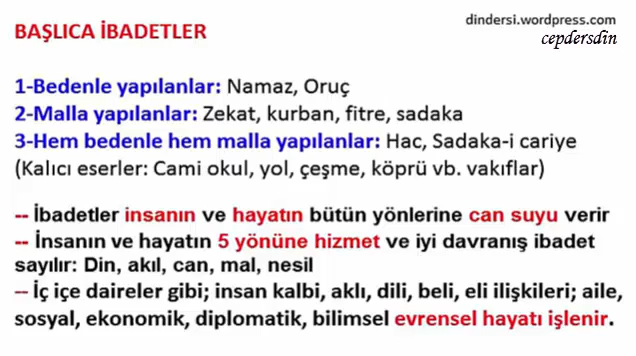 dindersi.wordpress.com
BAŞLICA İBADETLER
cepdersdin
1-Bedenle yapılanlar: Namaz, Oruç
2-Malla yapılanlar: Zekat, kurban, fitre, sadaka
3-Hem bedenle hem malla yapılanlar: Hac, Sadaka-i cariye
(Kalıcı eserler: Cami okul, yol, çeşme, köprü vb. vakıflar)
-- İbadetler insanın ve hayatın bütün yönlerine can suyu verir
-- İnsanın ve hayatın 5 yönüne hizmet ve iyi davranış ibadet
sayılır: Din, akıl, can, mal, nesil
-- İç içe daireler gibi; insan kalbi, aklı, dili, beli, eli ilişkileri; aile,
sosyal, ekonomik, diplomatik, bilimsel evrensel hayatı işlenir.